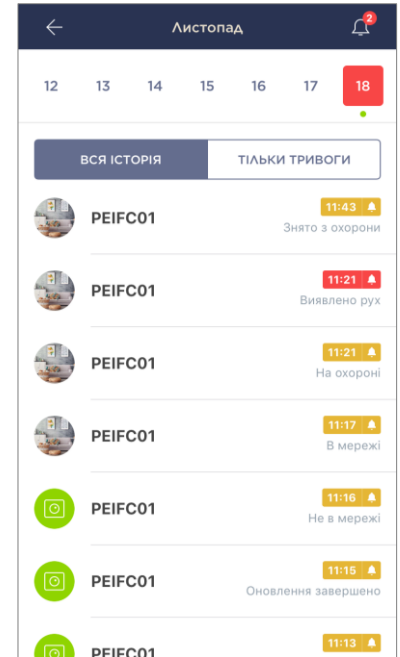 Листопад
2
12 13 14 15 16 17 18
ВСЯ ІСТОРІЯ ТІЛЬКИ ТРИВОГИ
11:43
PEIFC01
Знято з охорони
11:21
PEIFC01
Виявлено рух
11:21
PEIFC01
На охороні
11:17
PEIFC01
В мережі
11:16
PEIFC01
Не в мережі
11:15
PEIFC01
Оновлення завершено
11:13
PEIFC01